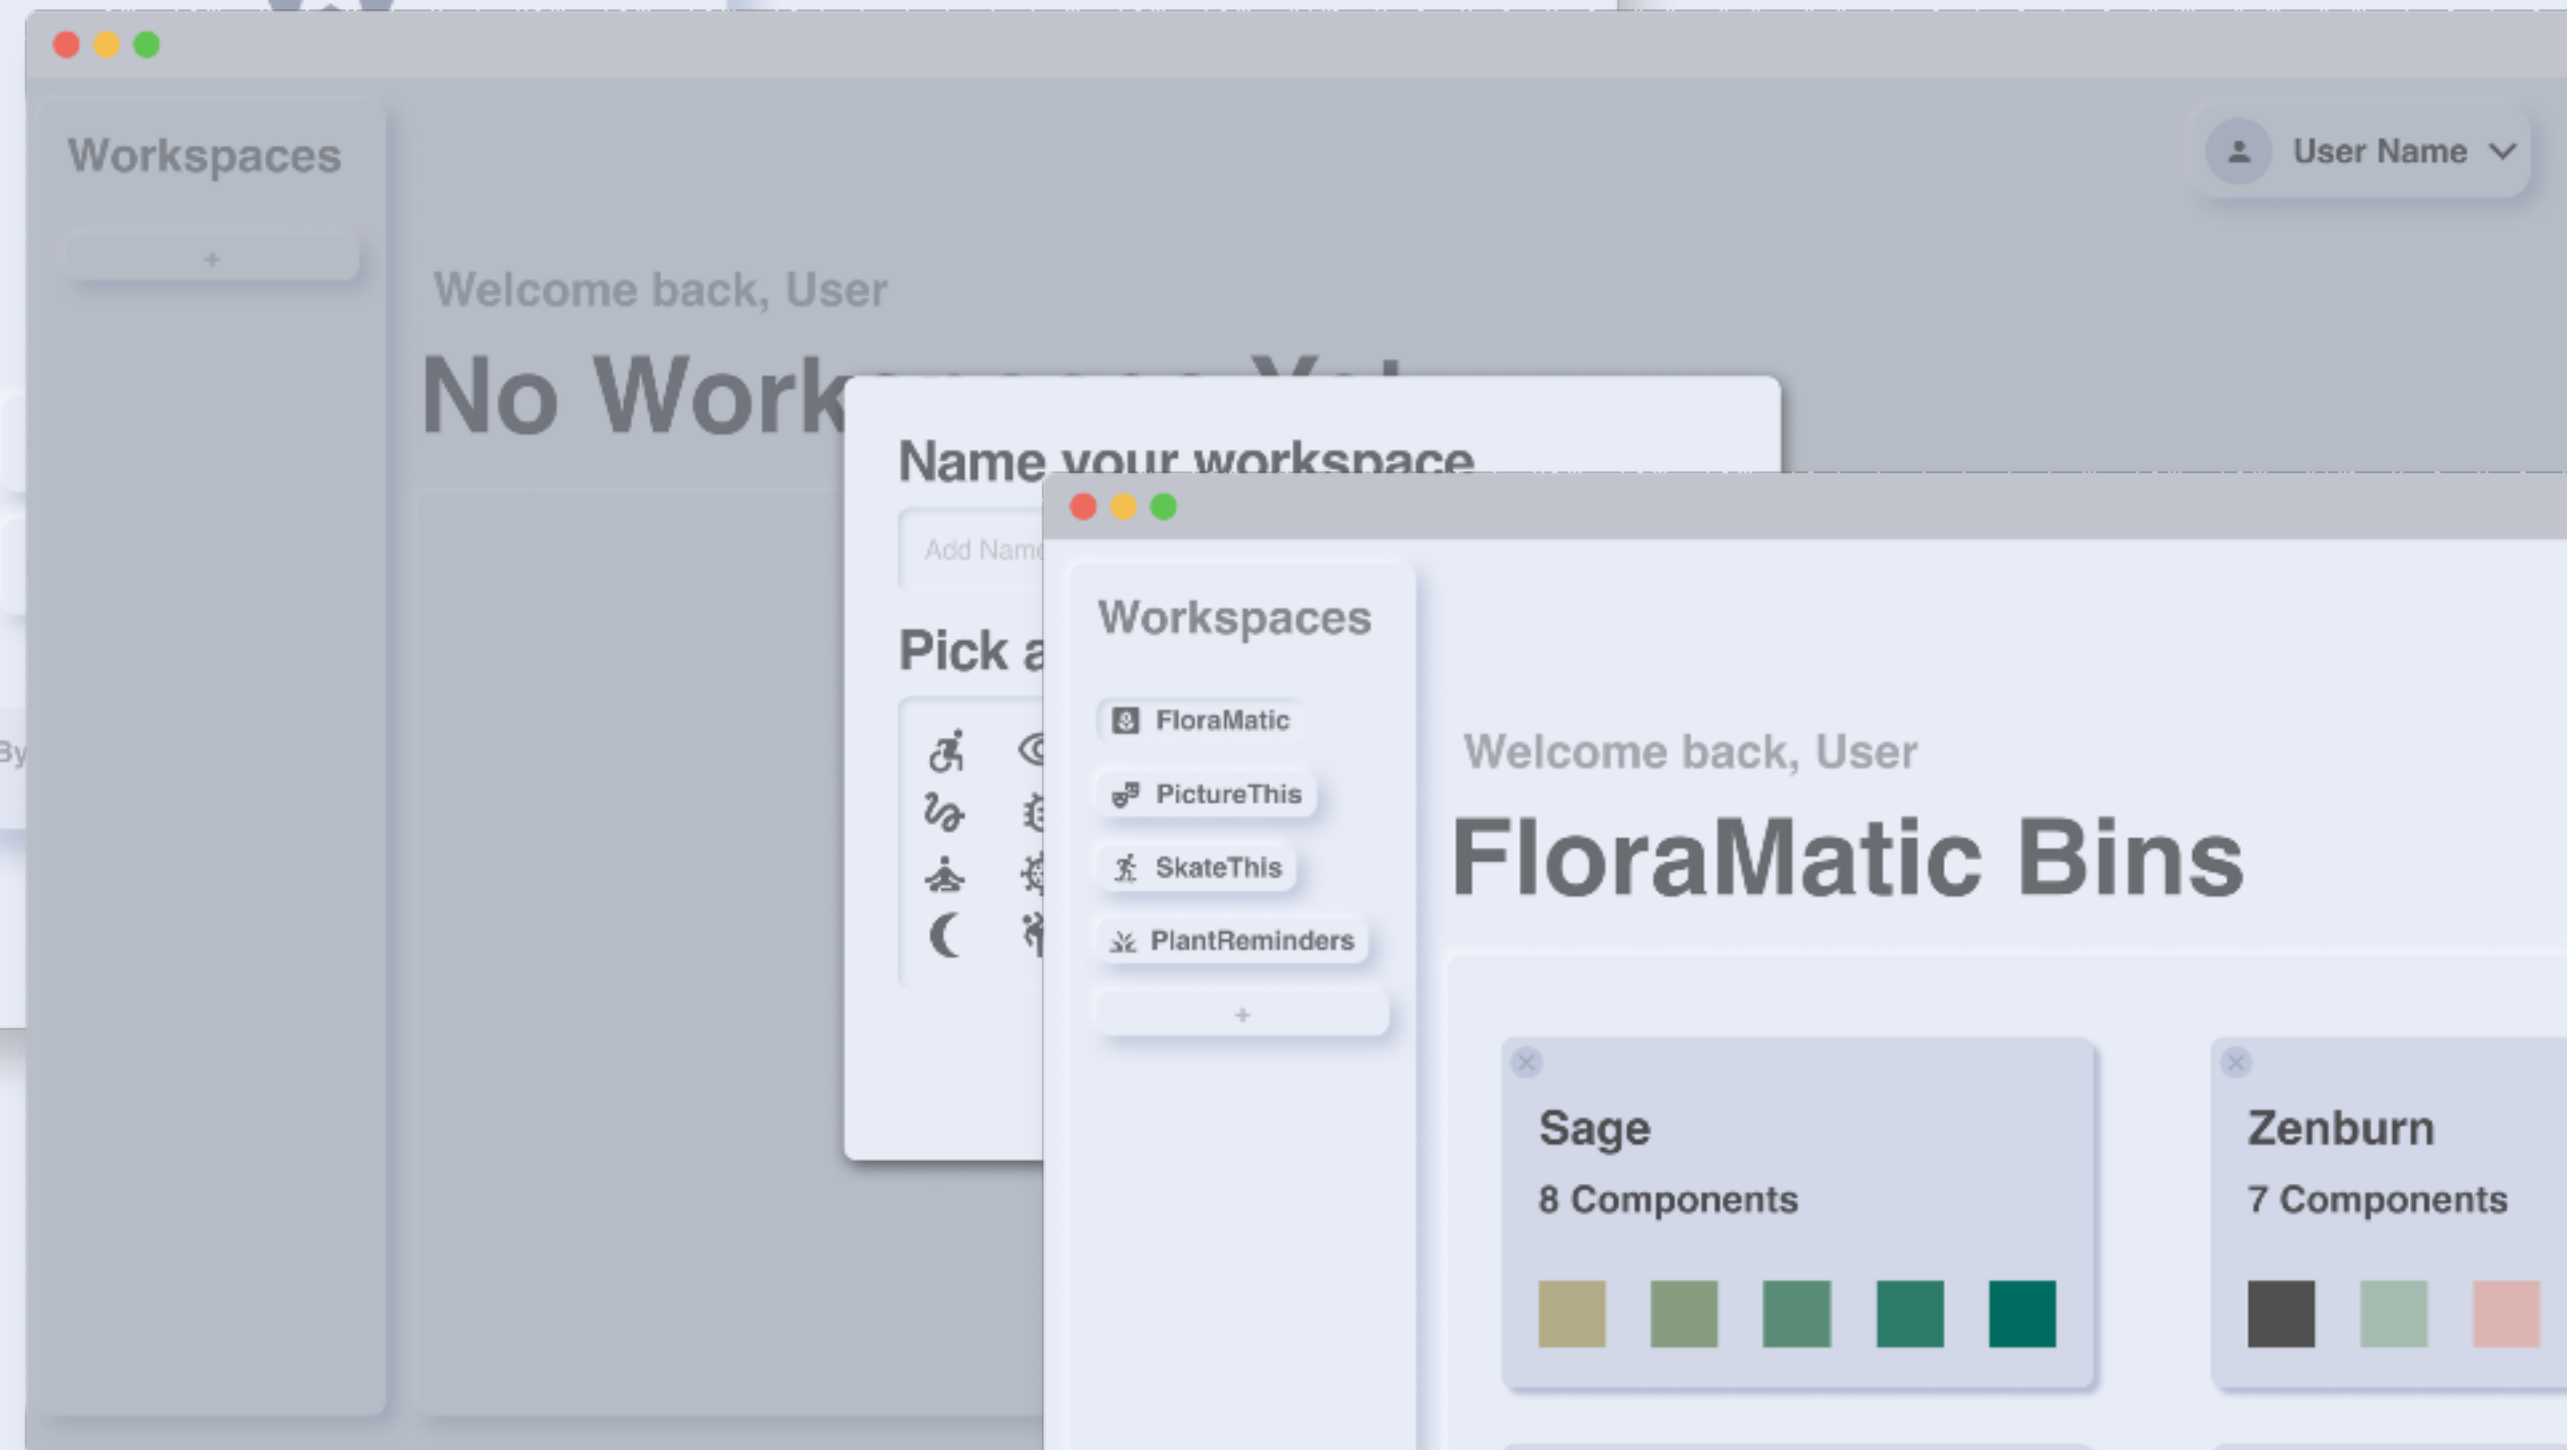 Workspaces
+
User Name
Welcome back, User
No Work
Name your workspace
Add Name
Pick a
By
Workspaces
FloraMatic
PictureThis
SkateThis
PlantReminders
+
Welcome back, User
FloraMatic Bins
Sage
8 Components
Zenburn
7 Components